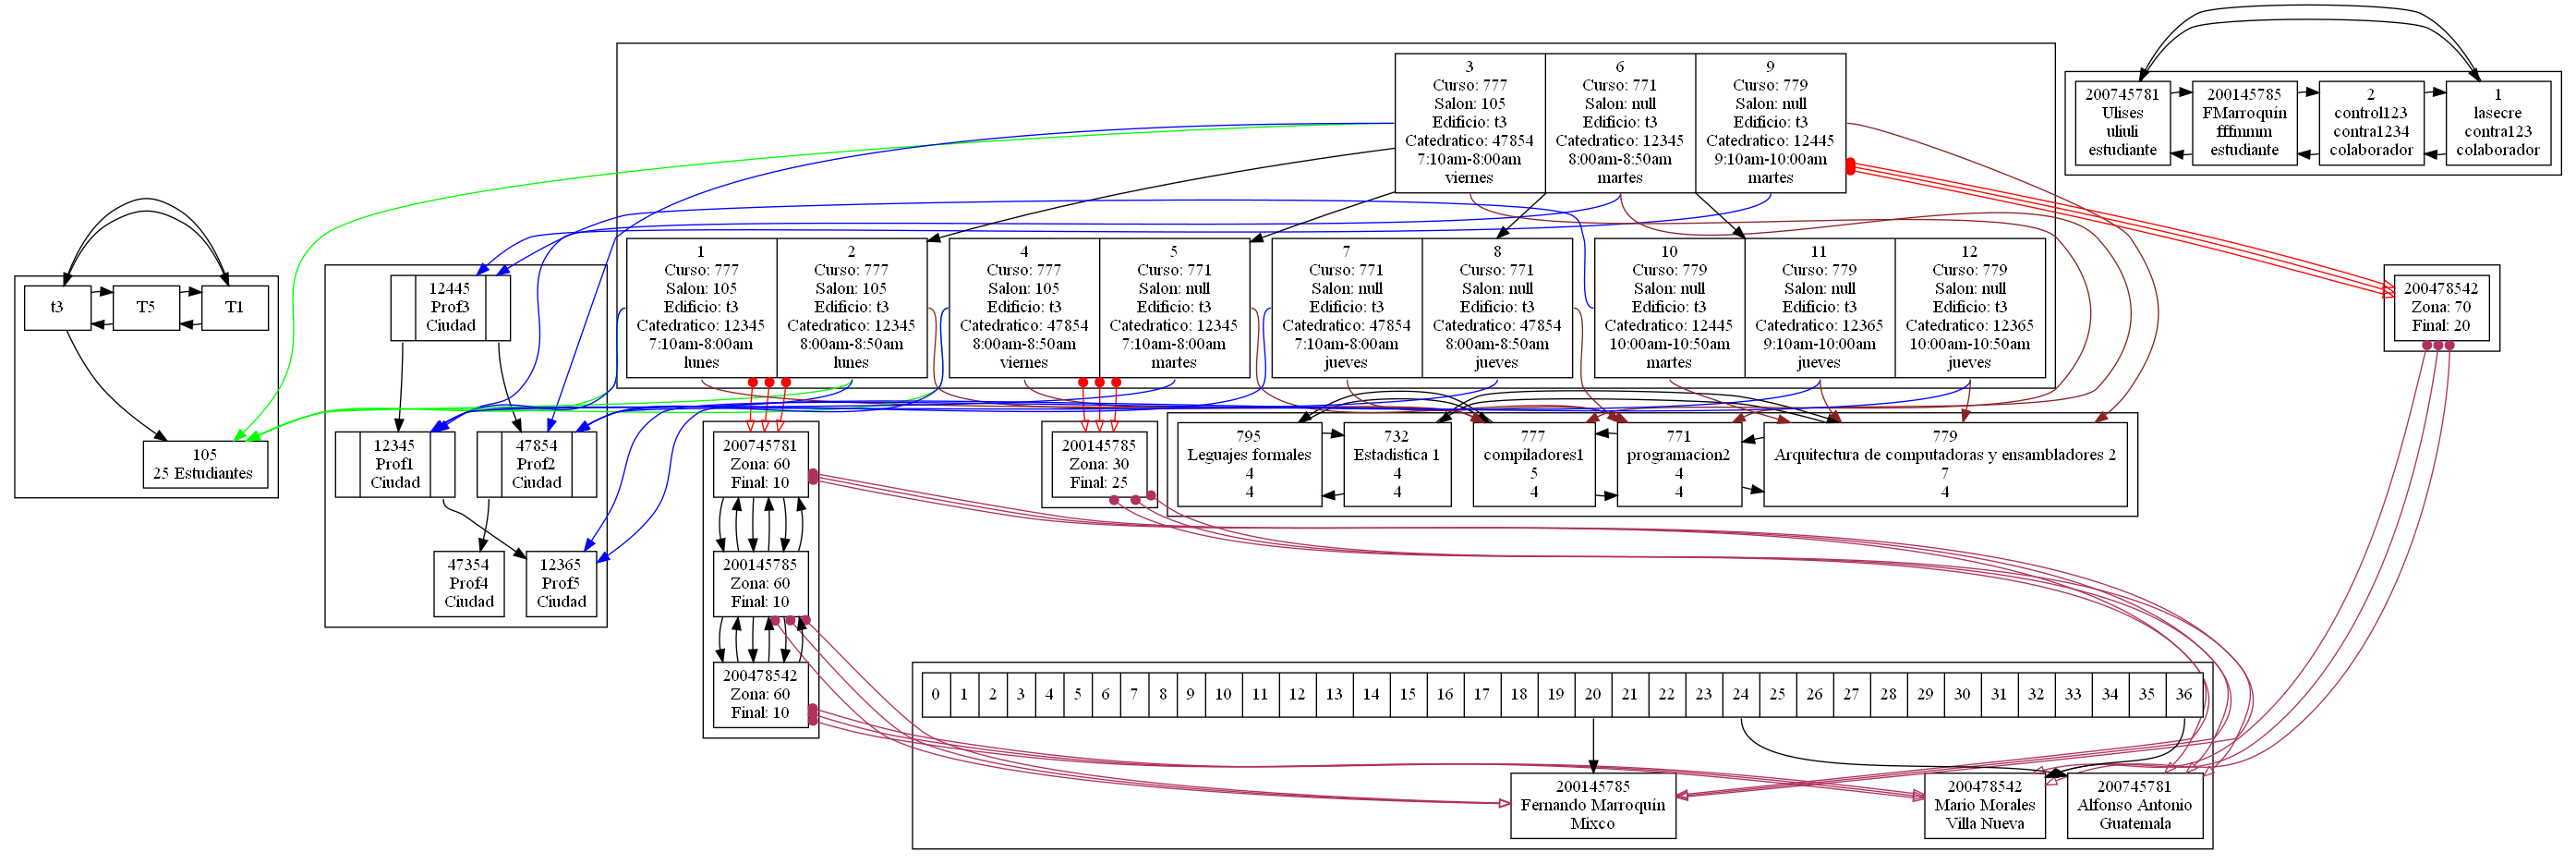 3
Curso: 777
Salon: 105
Edificio: t3
Catedratico: 47854
7:10am-8:00am
viernes
6
Curso: 771
Salon: null
Edificio: t3
Catedratico: 12345
8:00am-8:50am
martes
9
Curso: 779
Salon: null
Edificio: t3
Catedratico: 12445
9:10am-10:00am
martes
200745781
Ulises
uliuli
estudiante
200145785
FMarroquín
fffmmm
estudiante
2
control123
contra1234
colaborador
1
lasecre
contra123
colaborador
t3
T5
T1
105
25 Estudiantes
12445
Prof3
Ciudad
12345
Prof1
Ciudad
47854
Prof2
Ciudad
47354
Prof4
Ciudad
12365
Prof5
Ciudad
1
Curso: 777
Salon: 105
Edificio: t3
Catedratico: 12345
7:10am-8:00am
lunes
2
Curso: 777
Salon: 105
Edificio: t3
Catedratico: 12345
8:00am-8:50am
lunes
4
Curso: 777
Salon: 105
Edificio: t3
Catedratico: 47854
8:00am-8:50am
viernes
5
Curso: 771
Salon: null
Edificio: t3
Catedratico: 12345
7:10am-8:00am
martes
7
Curso: 771
Salon: null
Edificio: t3
Catedratico: 47854
7:10am-8:00am
jueves
8
Curso: 771
Salon: null
Edificio: t3
Catedratico: 47854
8:00am-8:50am
jueves
10
Curso: 779
Salon: null
Edificio: t3
Catedratico: 12445
10:00am-10:50am
martes
11
Curso: 779
Salon: null
Edificio: t3
Catedratico: 12365
9:10am-10:00am
jueves
12
Curso: 779
Salon: null
Edificio: t3
Catedratico: 12365
10:00am-10:50am
jueves
200478542
Zona: 70
Final: 20
200745781
Zona: 60
Final: 10
200145785
Zona: 60
Final: 10
200478542
Zona: 60
Final: 10
200145785
Zona: 30
Final: 25
795
Leguajes formales
4
4
732
Estadistica 1
4
4
777
compiladores1
5
4
771
programacion2
4
4
779
Arquitectura de computadoras y ensambladores 2
7
4
0 1 2 3 4 5 6 7 8 9 10 11 12 13 14 15 16 17 18 19 20 21 22 23 24 25 26 27 28 29 30 31 32 33 34 35 36
200145785
Fernando Marroquín
Mixco
200478542
Mario Morales
Villa Nueva
200745781
Alfonso Antonio
Guatemala